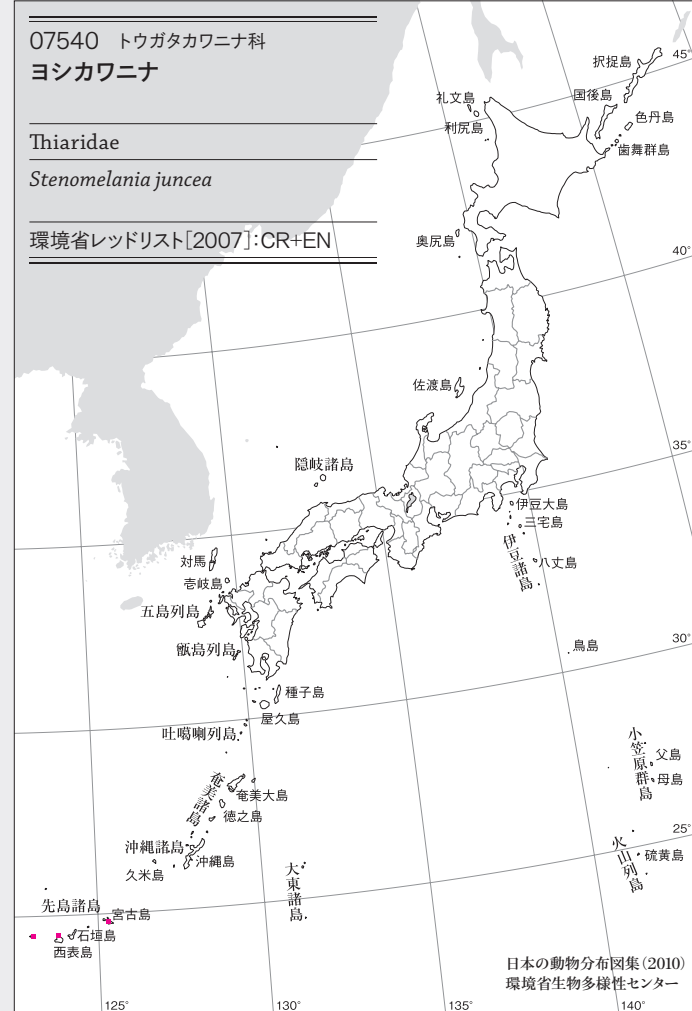 07540 トウガタカワニナ科
ヨシカワニナ
Thiaridae
Stenomelania juncea
環境省レッドリスト[2007]:CR+EN
択捉島
45°
国後島
礼文島
色丹島
利尻島
歯舞群島
奥尻島
40°
佐渡島
35°
隠岐諸島
伊豆大島
三宅島
伊豆諸島
対馬
八丈島
壱岐島
五島列島
30°
鳥島
甑島列島
種子島
屋久島
吐噶喇列島
小笠原群島
父島
母島
奄美諸島
奄美大島
徳之島
25°
沖縄諸島
沖縄島
久米島
火山列島
硫黄島
大東諸島
先島諸島
宮古島
石垣島
西表島
日本の動物分布図集(2010)
環境省生物多様性センター
125°
130°
135°
140°